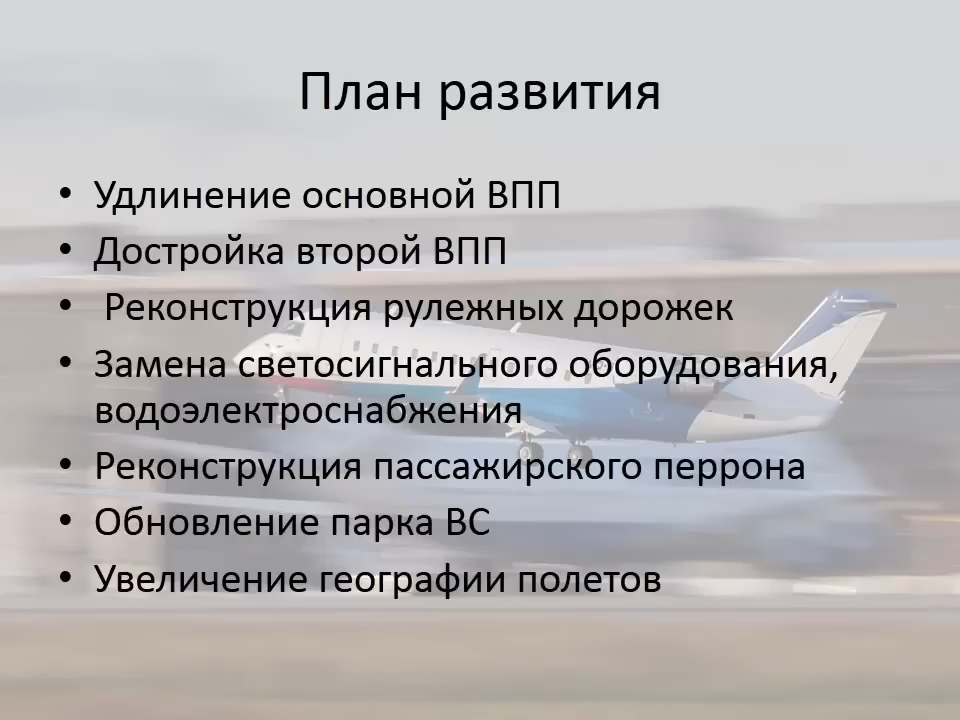 План развития
• Удлинение основной ВПП
• Достройка второй ВПП
• Реконструкция рулежных дорожек
• Замена светосигнального оборудования,
водоэлектроснабжения
• Реконструкция пассажирского перрона
• Обновление парка ВС
• Увеличение географии полетов